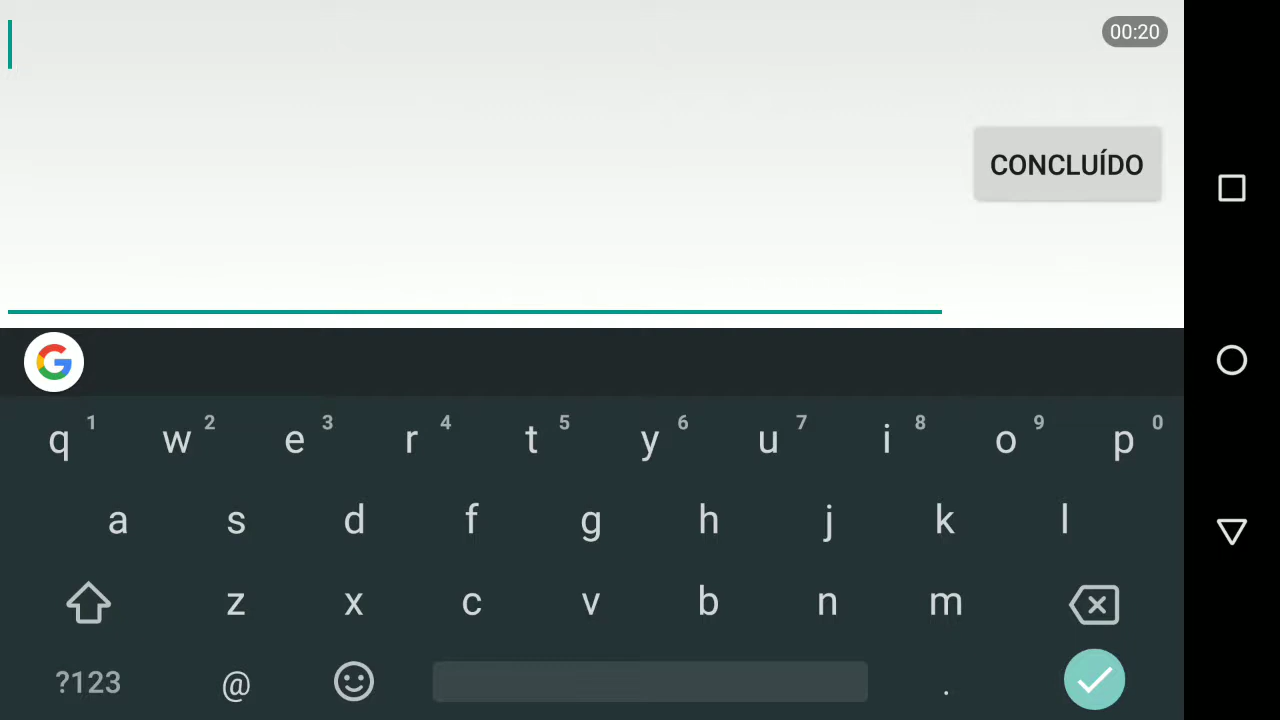 00:20
CONCLUÍDO
G
q 1 w 2 e 3 r 4 t 5 y 6 u 7 i 8 o 9 p 0
a s d f g h j k l
z x c v b n m
?123 @ .